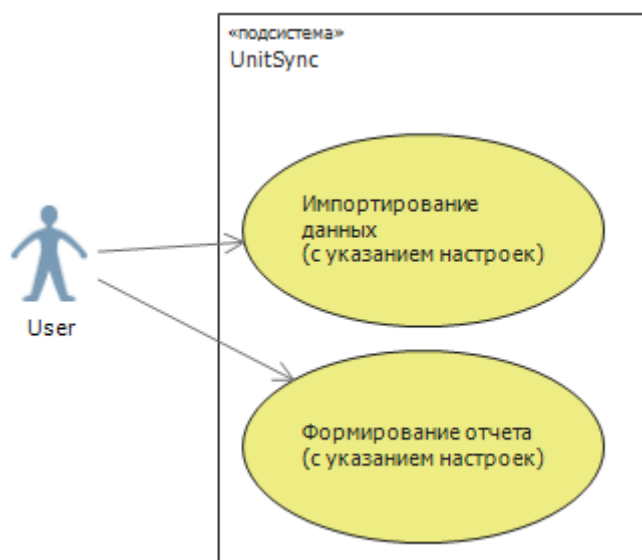 «подсистема»
UnitSync
Импортирование
данных
(с указанием настроек)
User
Формирование отчета
(с указанием настроек)